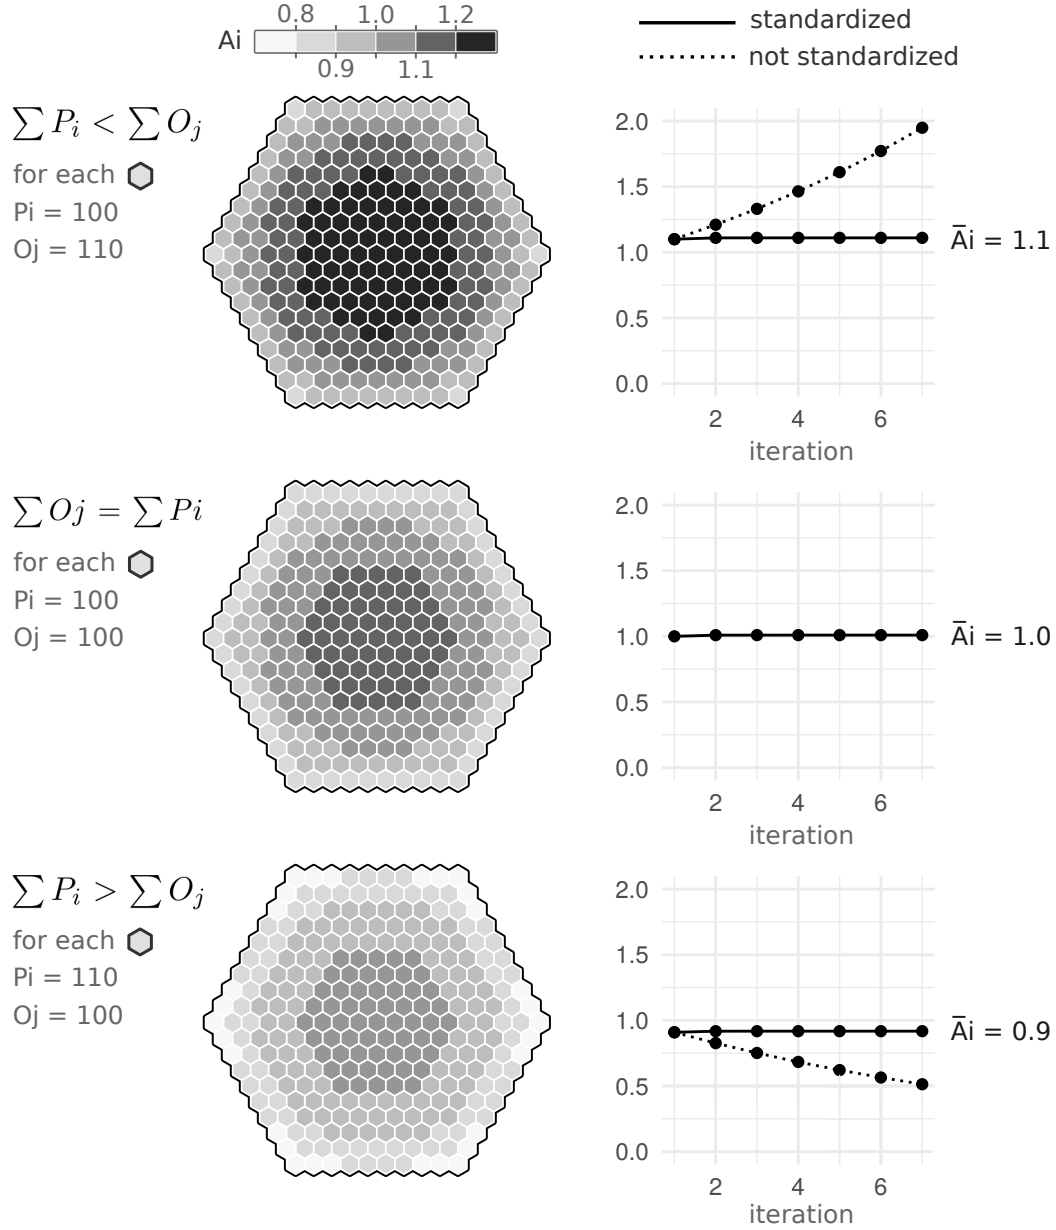 Ai
0.8 1.0 1.2
0.9 1.1
standardized
not standardized
∑ P_i < ∑ O_j
for each
Pi = 100
Oj = 110
2.0
1.5
1.0
0.5
0.0
2 4 6
iteration
Āi = 1.1
∑ Oj = ∑ Pi
for each
Pi = 100
Oj = 100
2.0
1.5
1.0
0.5
0.0
2 4 6
iteration
Āi = 1.0
∑ P_i > ∑ O_j
for each
Pi = 110
Oj = 100
2.0
1.5
1.0
0.5
0.0
2 4 6
iteration
Āi = 0.9